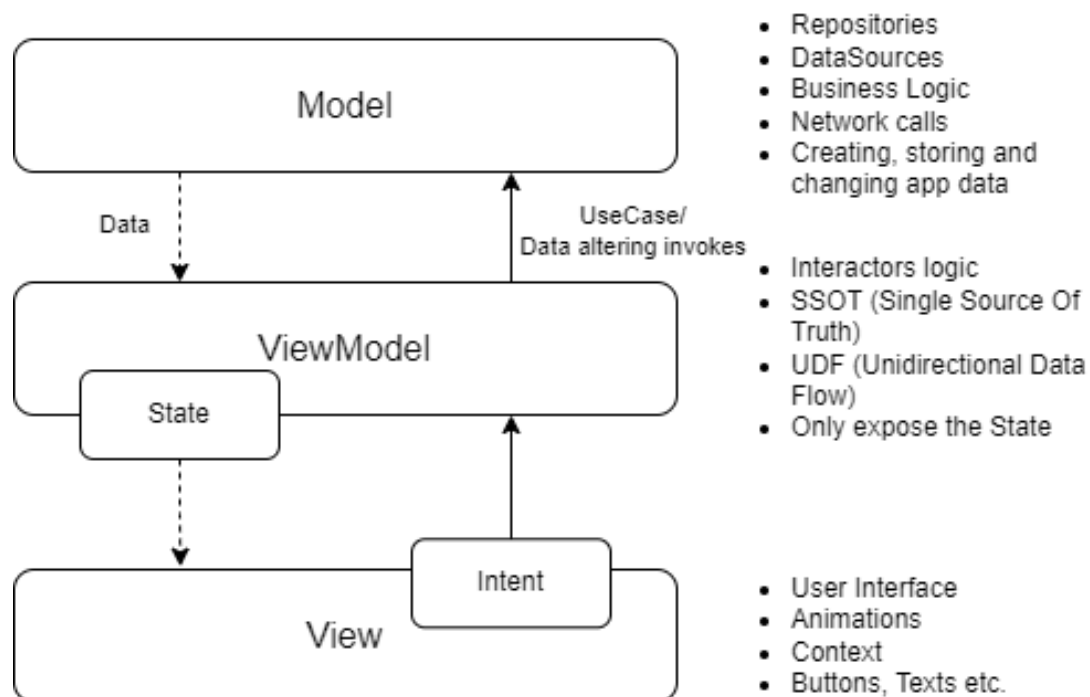 Model
• Repositories
• DataSources
• Business Logic
• Network calls
• Creating, storing and
changing app data
Data
UseCase/
Data altering invokes
ViewModel
State
• Interactors logic
• SSOT (Single Source Of
Truth)
• UDF (Unidirectional Data
Flow)
• Only expose the State
Intent
View
• User Interface
• Animations
• Context
• Buttons, Texts etc.